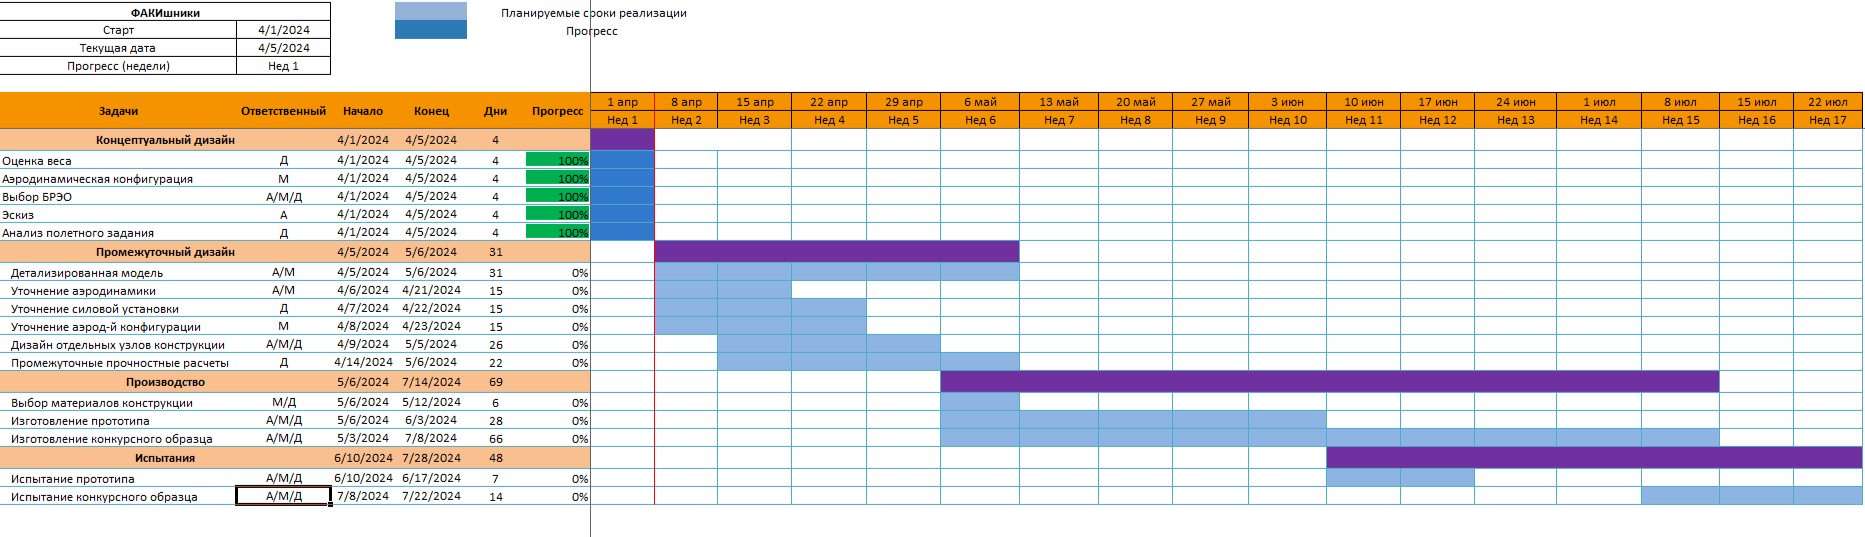 ФАКИшники
Старт 4/1/2024
Текущая дата 4/5/2024
Прогресс (недели) Нед 1
Планируемые сроки реализации
Прогресс
Задачи Ответственный Начало Конец Дни Прогресс 1 апр 8 апр 15 апр 22 апр 29 апр 6 май 13 май 20 май 27 май 3 июн 10 июн 17 июн 24 июн 1 июл 8 июл 15 июл 22 июл
Нед 1 Нед 2 Нед 3 Нед 4 Нед 5 Нед 6 Нед 7 Нед 8 Нед 9 Нед 10 Нед 11 Нед 12 Нед 13 Нед 14 Нед 15 Нед 16 Нед 17
Концептуальный дизайн 4/1/2024 4/5/2024 4
Оценка веса Д 4/1/2024 4/5/2024 4 100%
Аэродинамическая конфигурация М 4/1/2024 4/5/2024 4 100%
Выбор БРЭО А/М/Д 4/1/2024 4/5/2024 4 100%
Эскиз А 4/1/2024 4/5/2024 4 100%
Анализ полетного задания Д 4/1/2024 4/5/2024 4 100%
Промежуточный дизайн 4/5/2024 5/6/2024 31
Детализированная модель А/М 4/5/2024 5/6/2024 31 0%
Уточнение аэродинамики А/М 4/6/2024 4/21/2024 15 0%
Уточнение силовой установки Д 4/7/2024 4/22/2024 15 0%
Уточнение аэрод-й конфигурации М 4/8/2024 4/23/2024 15 0%
Дизайн отдельных узлов конструкции А/М/Д 4/9/2024 5/5/2024 26 0%
Промежуточные прочностные расчеты Д 4/14/2024 5/6/2024 22 0%
Производство 5/6/2024 7/14/2024 69
Выбор материалов конструкции М/Д 5/6/2024 5/12/2024 6 0%
Изготовление прототипа А/М/Д 5/6/2024 6/3/2024 28 0%
Изготовление конкурсного образца А/М/Д 5/3/2024 7/8/2024 66 0%
Испытания 6/10/2024 7/28/2024 48
Испытание прототипа А/М/Д 6/10/2024 6/17/2024 7 0%
Испытание конкурсного образца А/М/Д 7/8/2024 7/22/2024 14 0%